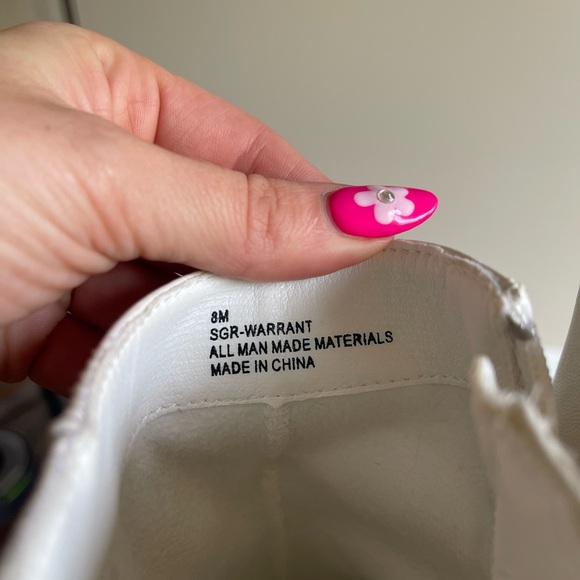 8M
SGR-WARRANT
ALL MAN MADE MATERIALS
MADE IN CHINA